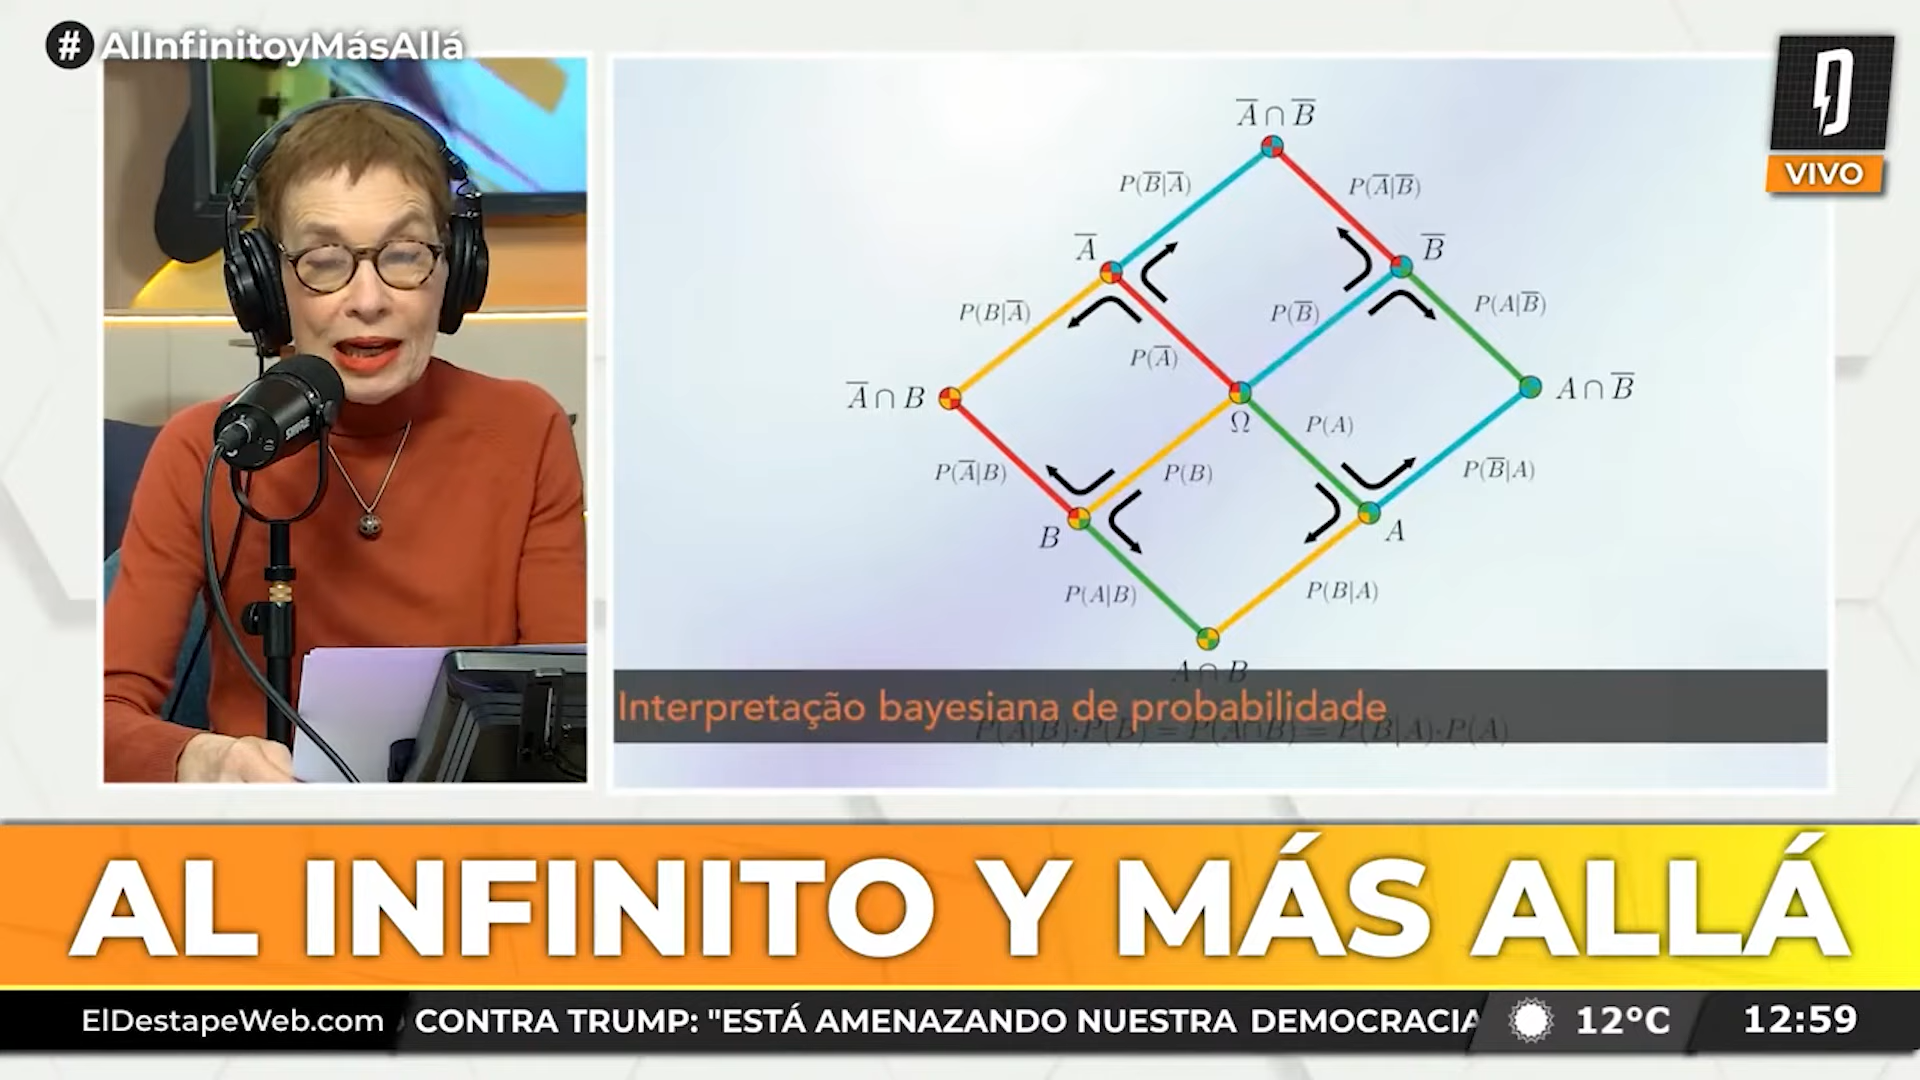 #AlInfinitoyMásAllá
VIVO
A̅ ∩ B̅
P(B̅|A̅)
P(A̅|B̅)
A̅
B̅
P(B|A̅)
P(A̅)
P(B̅)
P(A|B̅)
A̅ ∩ B
Ω
A ∩ B̅
P(A)
P(A̅|B)
P(B)
P(B̅|A)
B
A
P(A|B)
P(B|A)
A ∩ B
Interpretação bayesiana de probabilidade
P(A|B)·P(B) = P(A∩B) = P(B|A)·P(A)
SHURE
AL INFINITO Y MÁS ALLÁ
ElDestapeWeb.com
CONTRA TRUMP: "ESTÁ AMENAZANDO NUESTRA DEMOCRACIA
12°C
12:59